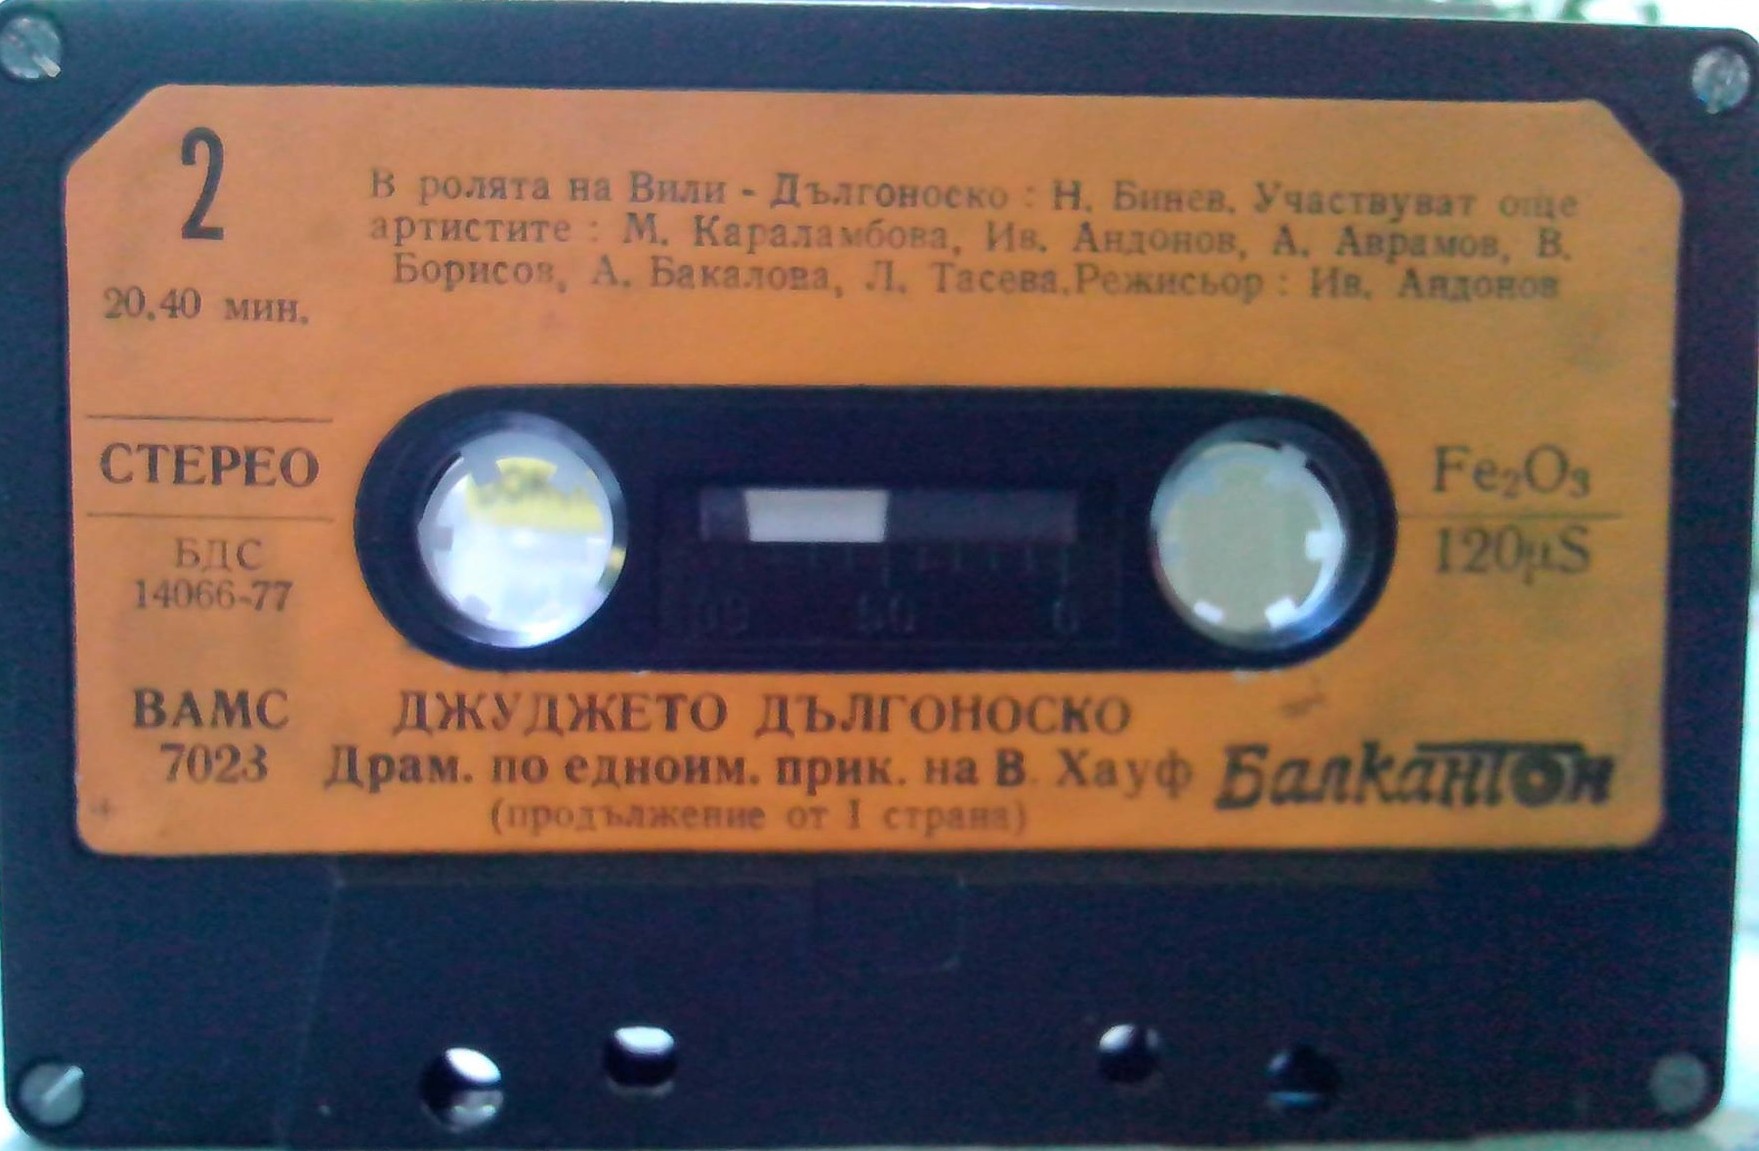 2
В ролята на Вили - Дългоноско : Н. Бинев. Участвуват още
артистите : М. Караламбова, Ив. Андонов, А. Аврамов, В.
Борисов, А. Бакалова, Л. Тасева.Режисьор : Ив. Андонов
20.40 мин.
СТЕРЕО
БДС
14066-77
Fe₂O₃
120µS
50
0
ВАМС
7023
ДЖУДЖЕТО ДЪЛГОНОСКО
Драм. по едноим. прик. на В. Хауф
(продължение от I страна)
Балкантон